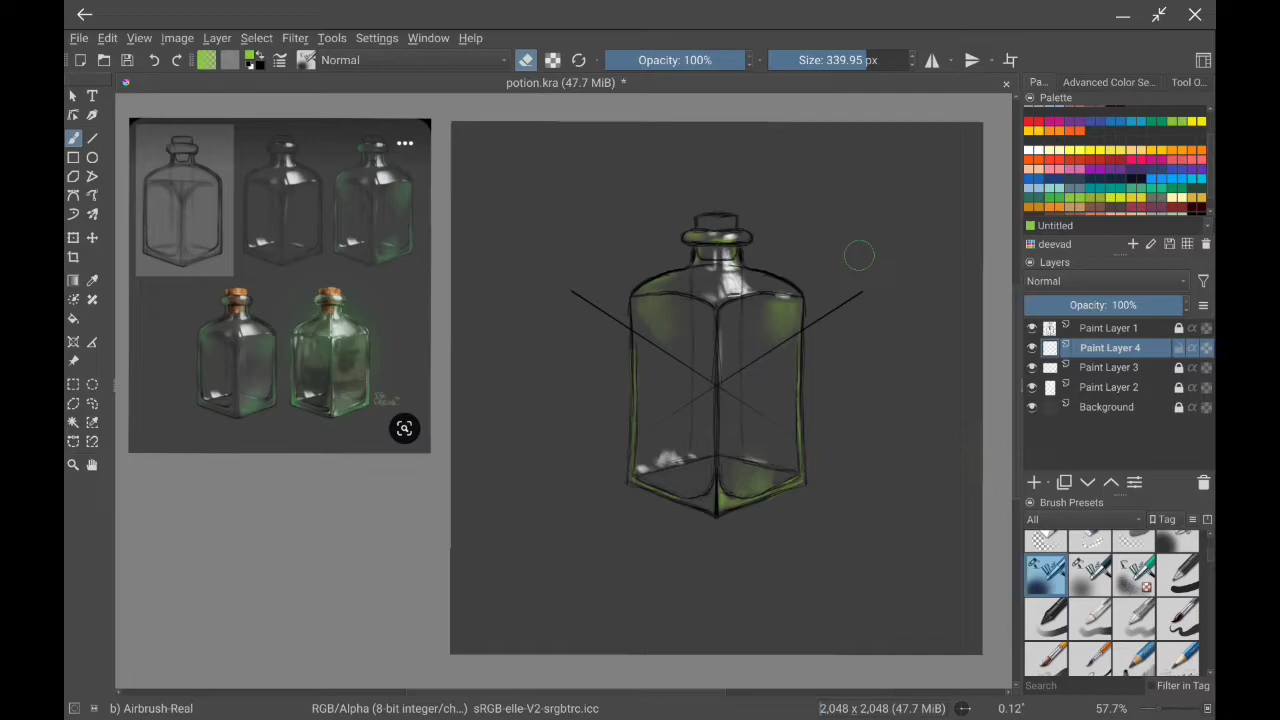 File Edit View Image Layer Select Filter Tools Settings Window Help
Normal
Opacity: 100%
Size: 339.95 px
potion.kra (47.7 MiB) *
Pa... Advanced Color Se... Tool O...
Palette
Untitled
deevad
Layers
Normal
Opacity: 100%
Paint Layer 1
Paint Layer 4
Paint Layer 3
Paint Layer 2
Background
Brush Presets
All
Tag
Search
Filter in Tag
b) Airbrush-Real
RGB/Alpha (8-bit integer/ch...) sRGB-elle-V2-srgbtrc.icc
2,048 x 2,048 (47.7 MiB)
0.12°
57.7%